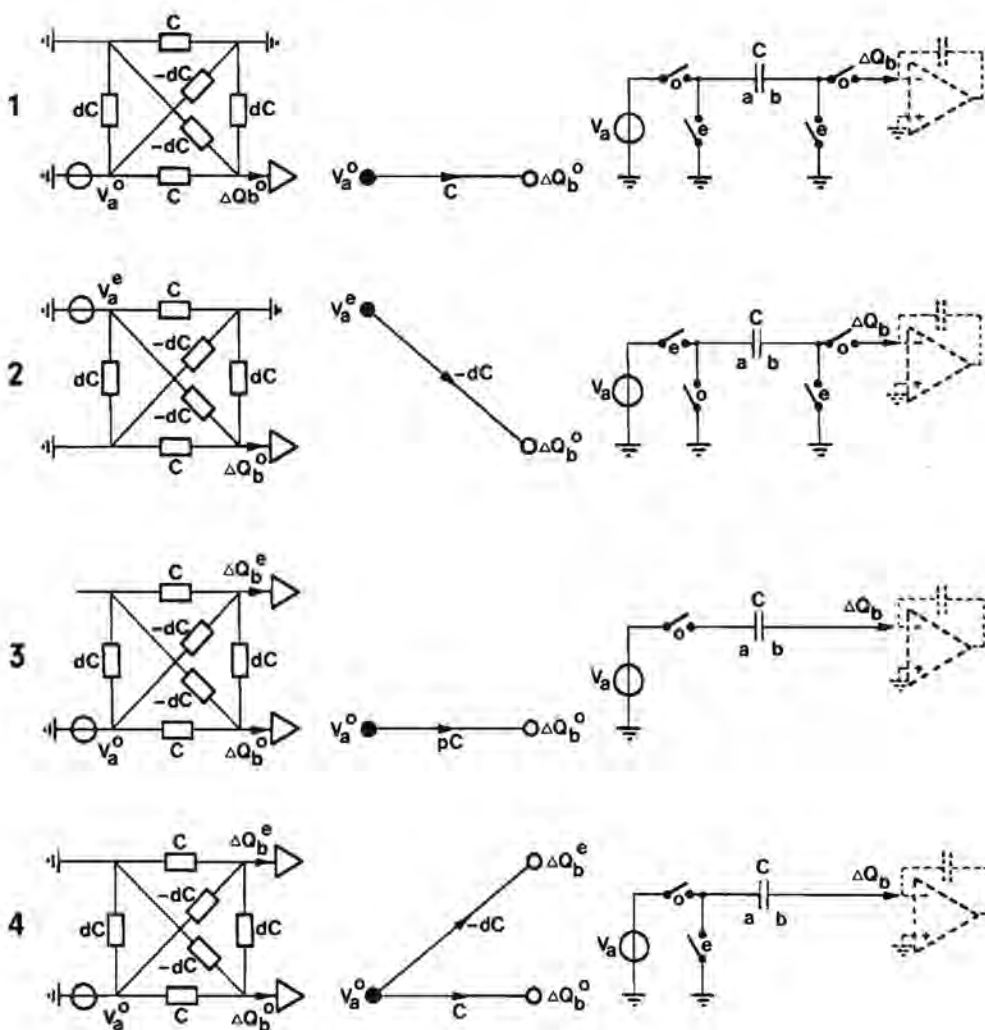 1
C
-dC
dC
dC
-dC
C
V_a^o
ΔQ_b^o
V_a^o
C
ΔQ_b^o
V_a
o
e
C
a b
e
o
ΔQ_b
- +
2
V_a^e
C
-dC
dC
dC
-dC
C
ΔQ_b^o
V_a^e
-dC
ΔQ_b^o
V_a
e
o
C
a b
e
o
ΔQ_b
- +
3
ΔQ_b^e
C
-dC
dC
dC
-dC
C
V_a^o
ΔQ_b^o
V_a^o
pC
ΔQ_b^o
V_a
o
C
a b
ΔQ_b
- +
4
ΔQ_b^e
C
-dC
dC
dC
-dC
C
V_a^o
ΔQ_b^o
ΔQ_b^e
-dC
V_a^o
C
ΔQ_b^o
V_a
o
e
C
a b
ΔQ_b
- +